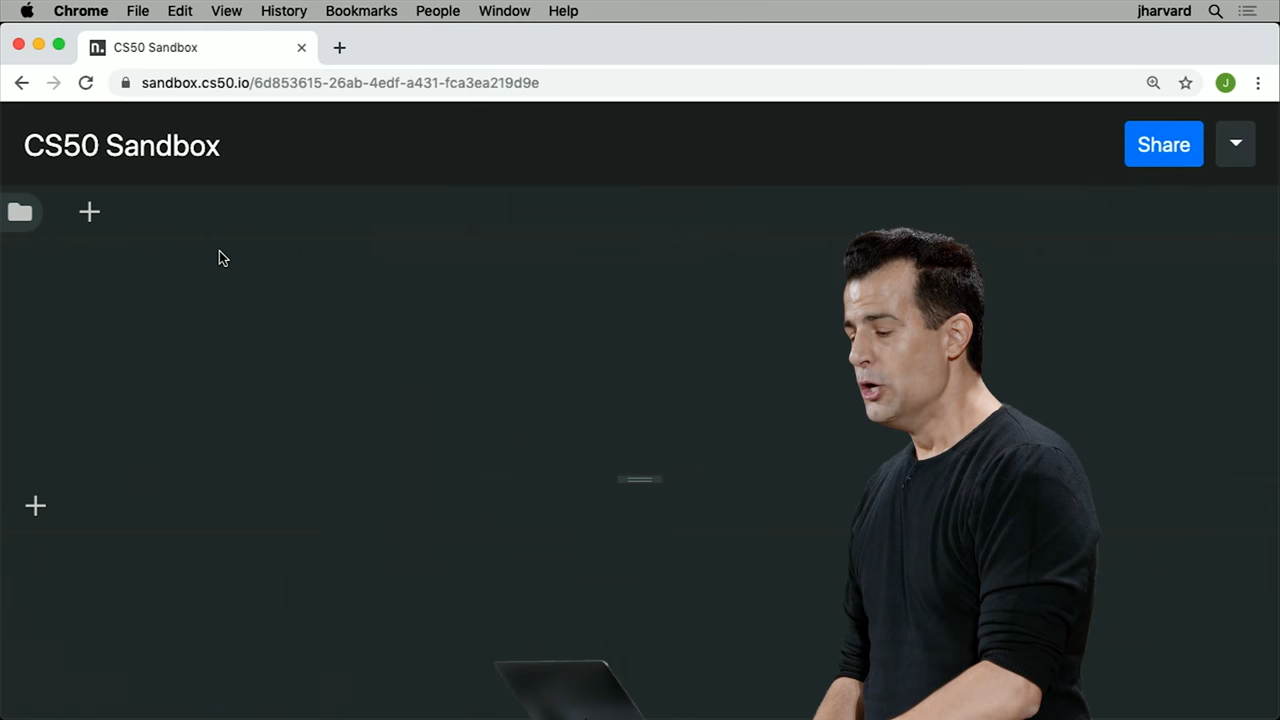 Chrome File Edit View History Bookmarks People Window Help jharvard
n. CS50 Sandbox
sandbox.cs50.io/6d853615-26ab-4edf-a431-fca3ea219d9e J
CS50 Sandbox Share